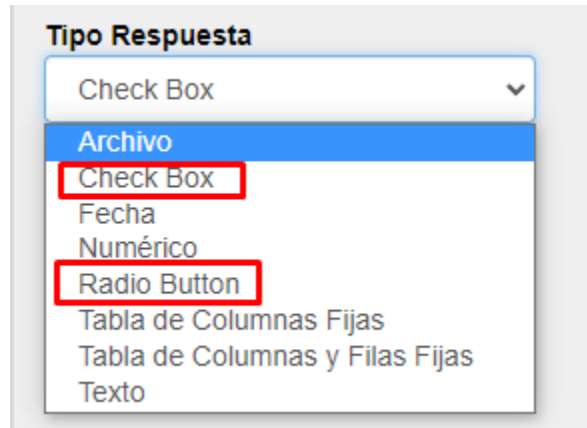 Tipo Respuesta
Check Box
Archivo
Check Box
Fecha
Numérico
Radio Button
Tabla de Columnas Fijas
Tabla de Columnas y Filas Fijas
Texto